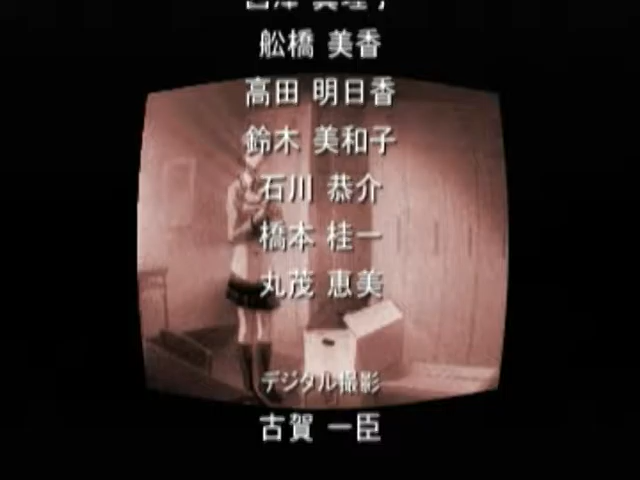 舩橋 美香
高田 明日香
鈴木 美和子
石川 恭介
橋本 桂一
丸茂 恵美
デジタル撮影
古賀 一臣